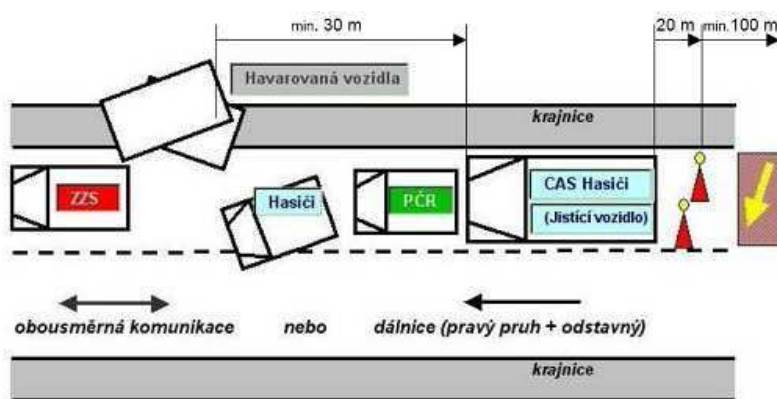 min. 30 m
20 m
min.100 m
Havarovaná vozidla
krajnice
ZZS
Hasiči
PČR
CAS Hasiči
(Jistící vozidlo)
obousměrná komunikace nebo dálnice (pravý pruh + odstavný)
krajnice